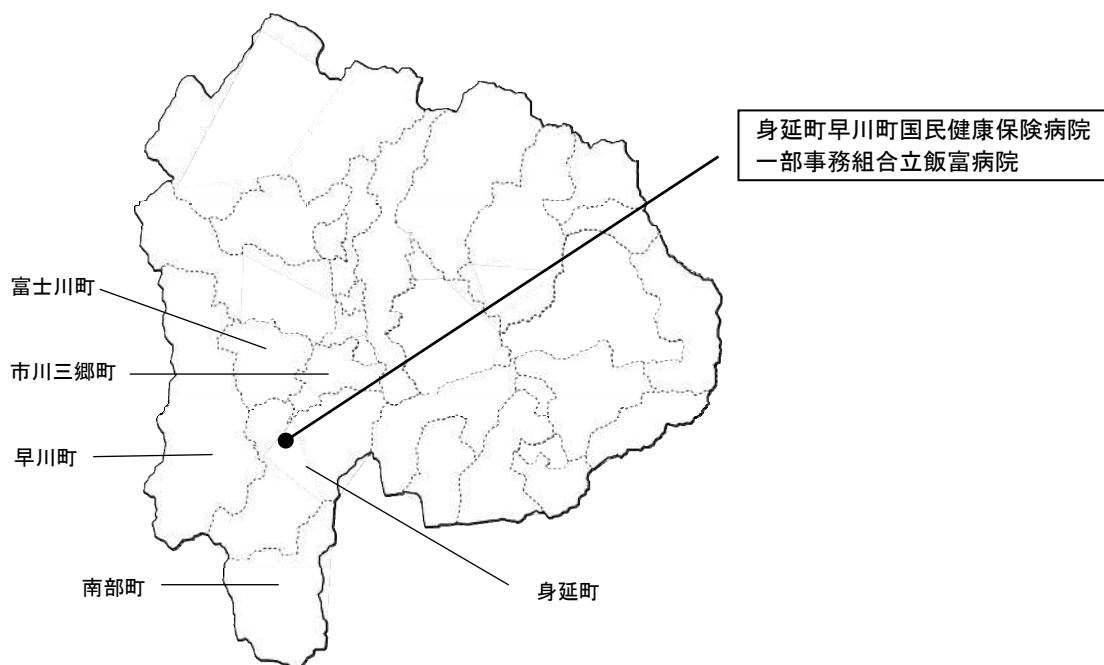 身延町早川町国民健康保険病院
一部事務組合立飯富病院
富士川町
市川三郷町
早川町
南部町
身延町